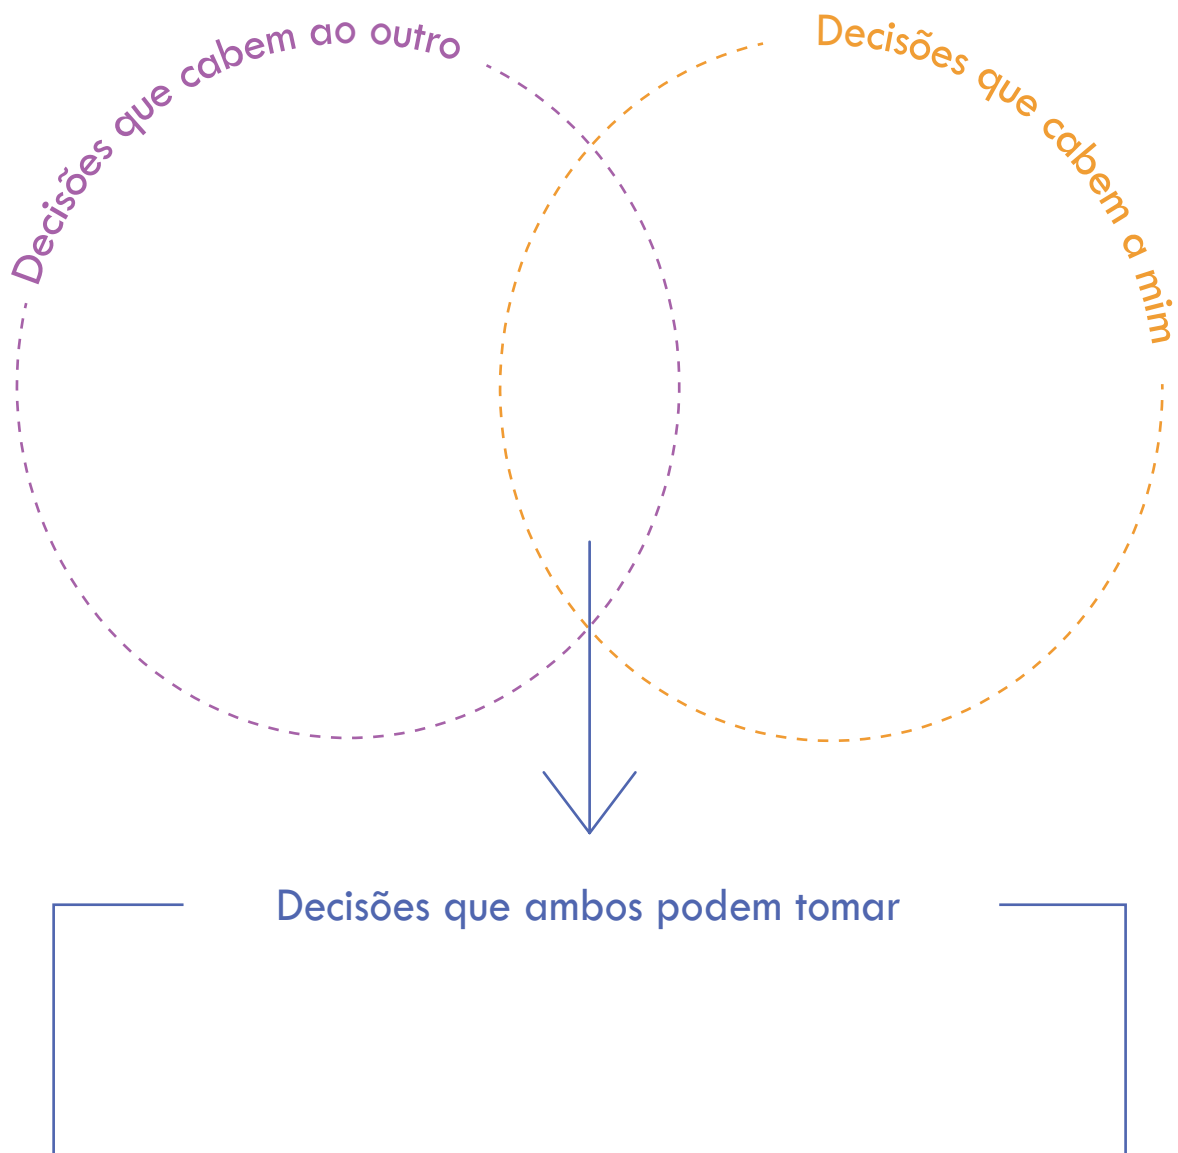 Decisões que cabem ao outro
Decisões que cabem a mim
Decisões que ambos podem tomar